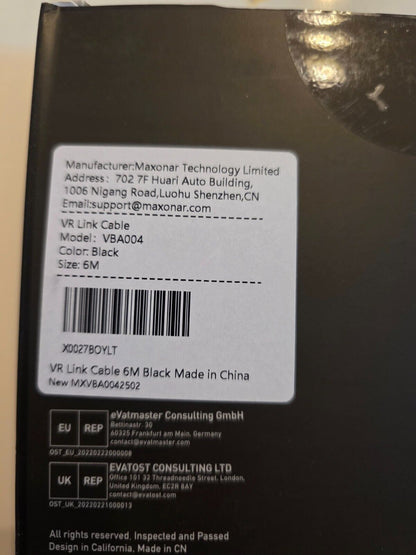 Manufacturer:Maxonar Technology Limited
Address: 702 7F Huari Auto Building,
1006 Nigang Road,Luohu Shenzhen,CN
Email:support@maxonar.com
VR Link Cable
Model: VBA004
Color: Black
Size: 6M
X0027BOYLT
VR Link Cable 6M Black Made in China
New MXVBA0042502
EU REP
eVatmaster Consulting GmbH
Bettinastr. 30
60325 Frankfurt am Main, Germany
contact@evatmaster.com
OST_EU_20220222000008
UK REP
EVATOST CONSULTING LTD
Office 101 32 Threadneedle Street, London,
United Kingdom, EC2R 8AY
contact@evatost.com
OST_UK_20220221000013
All rights reserved, Inspected and Passed
Design in California, Made in CN